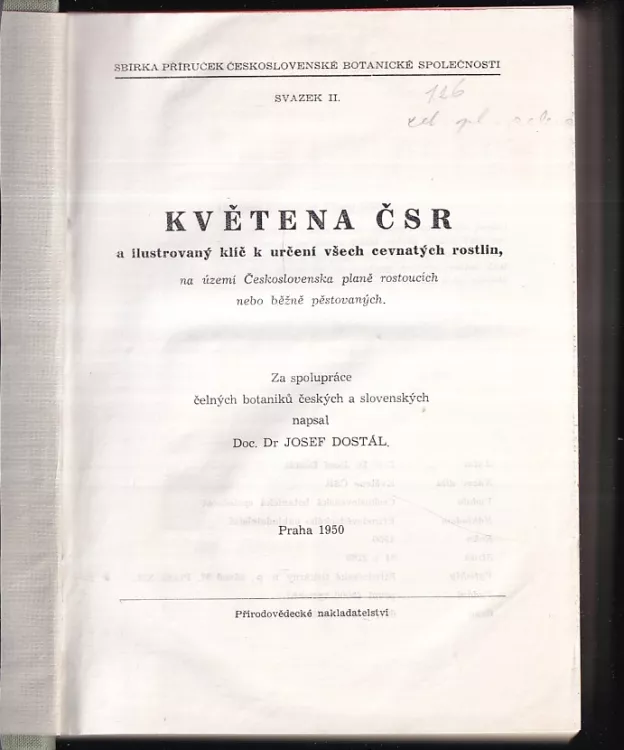 SBÍRKA PŘÍRUČEK ČESKOSLOVENSKÉ BOTANICKÉ SPOLEČNOSTI
SVAZEK II.
126
KVĚTENA ČSR
a ilustrovaný klíč k určení všech cevnatých rostlin,
na území Československa planě rostoucích
nebo běžně pěstovaných.
Za spolupráce
čelných botaniků českých a slovenských
napsal
Doc. Dr JOSEF DOSTÁL.
Praha 1950
Přírodovědecké nakladatelství